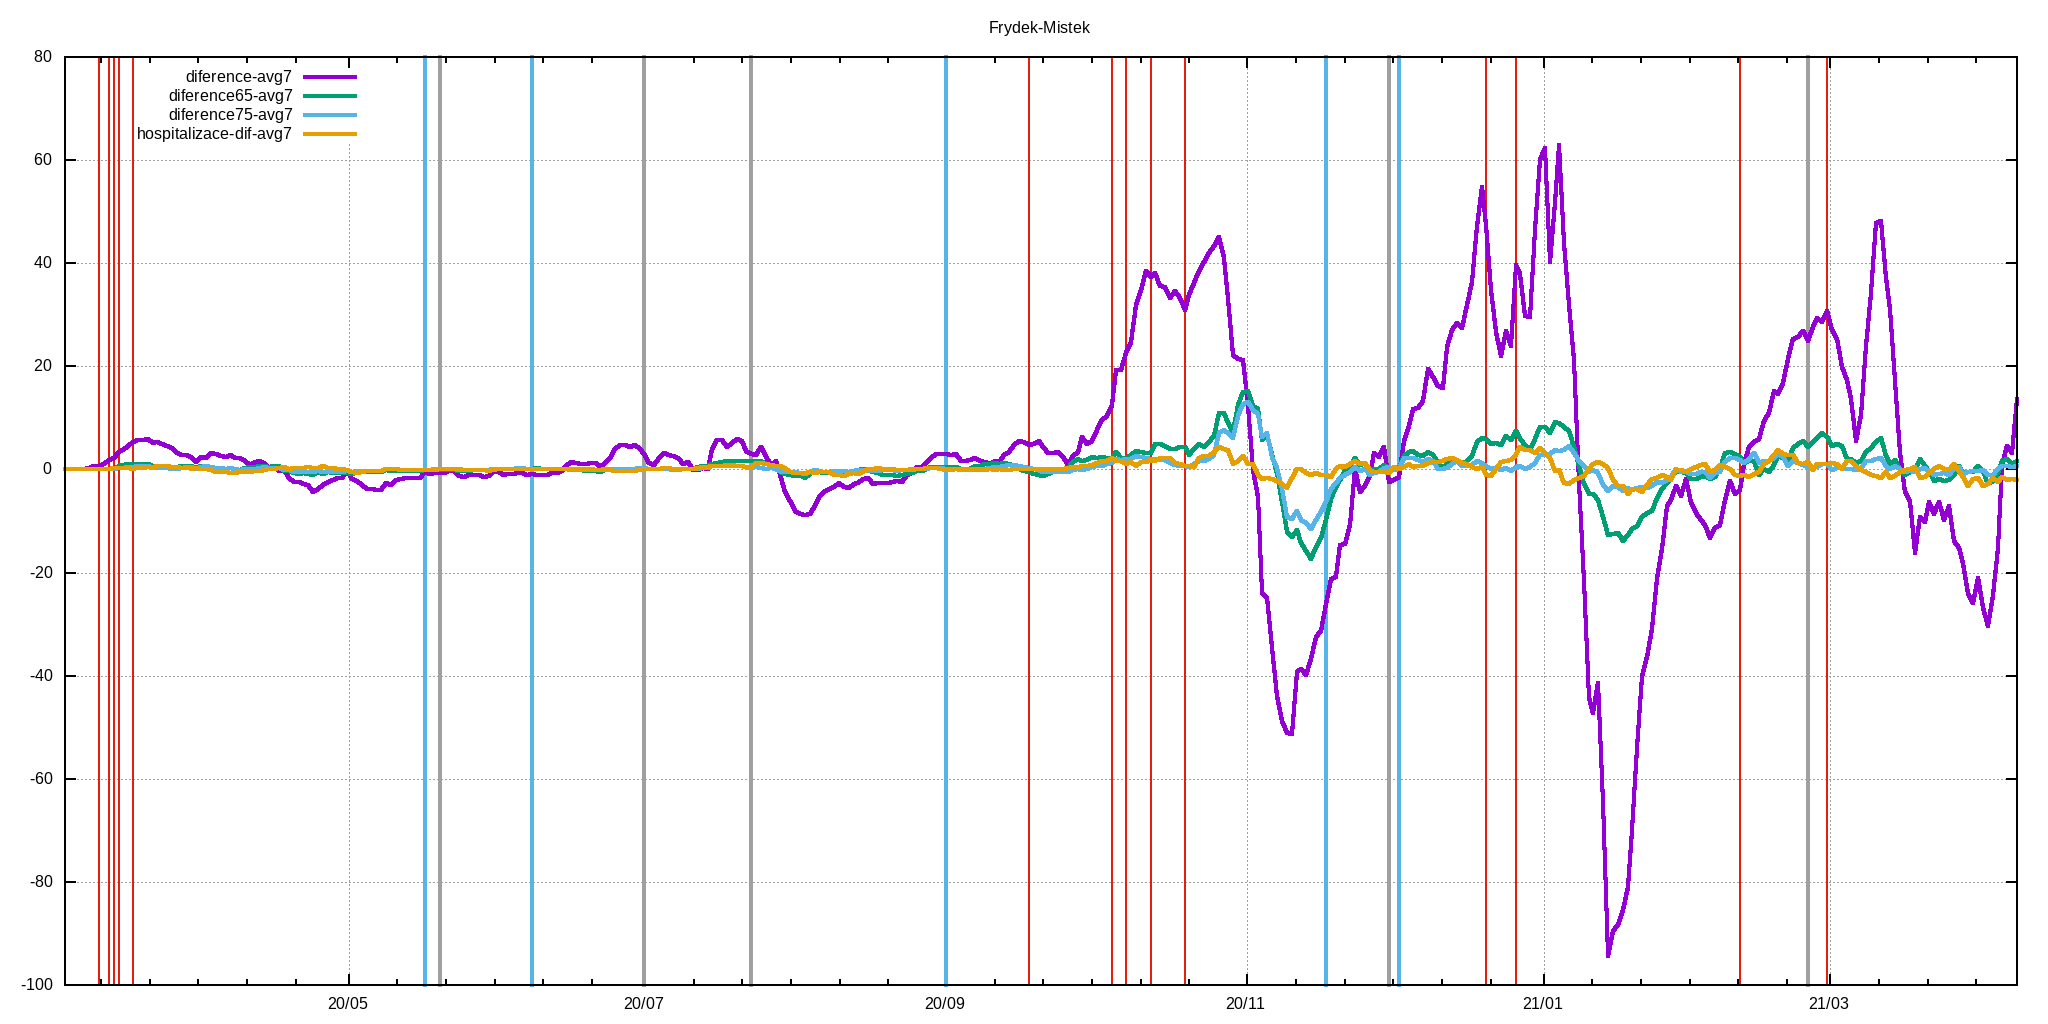 Frydek-Mistek
80
60
40
20
0
-20
-40
-60
-80
-100
diference-avg7
diference65-avg7
diference75-avg7
hospitalizace-dif-avg7
20/05 20/07 20/09 20/11 21/01 21/03